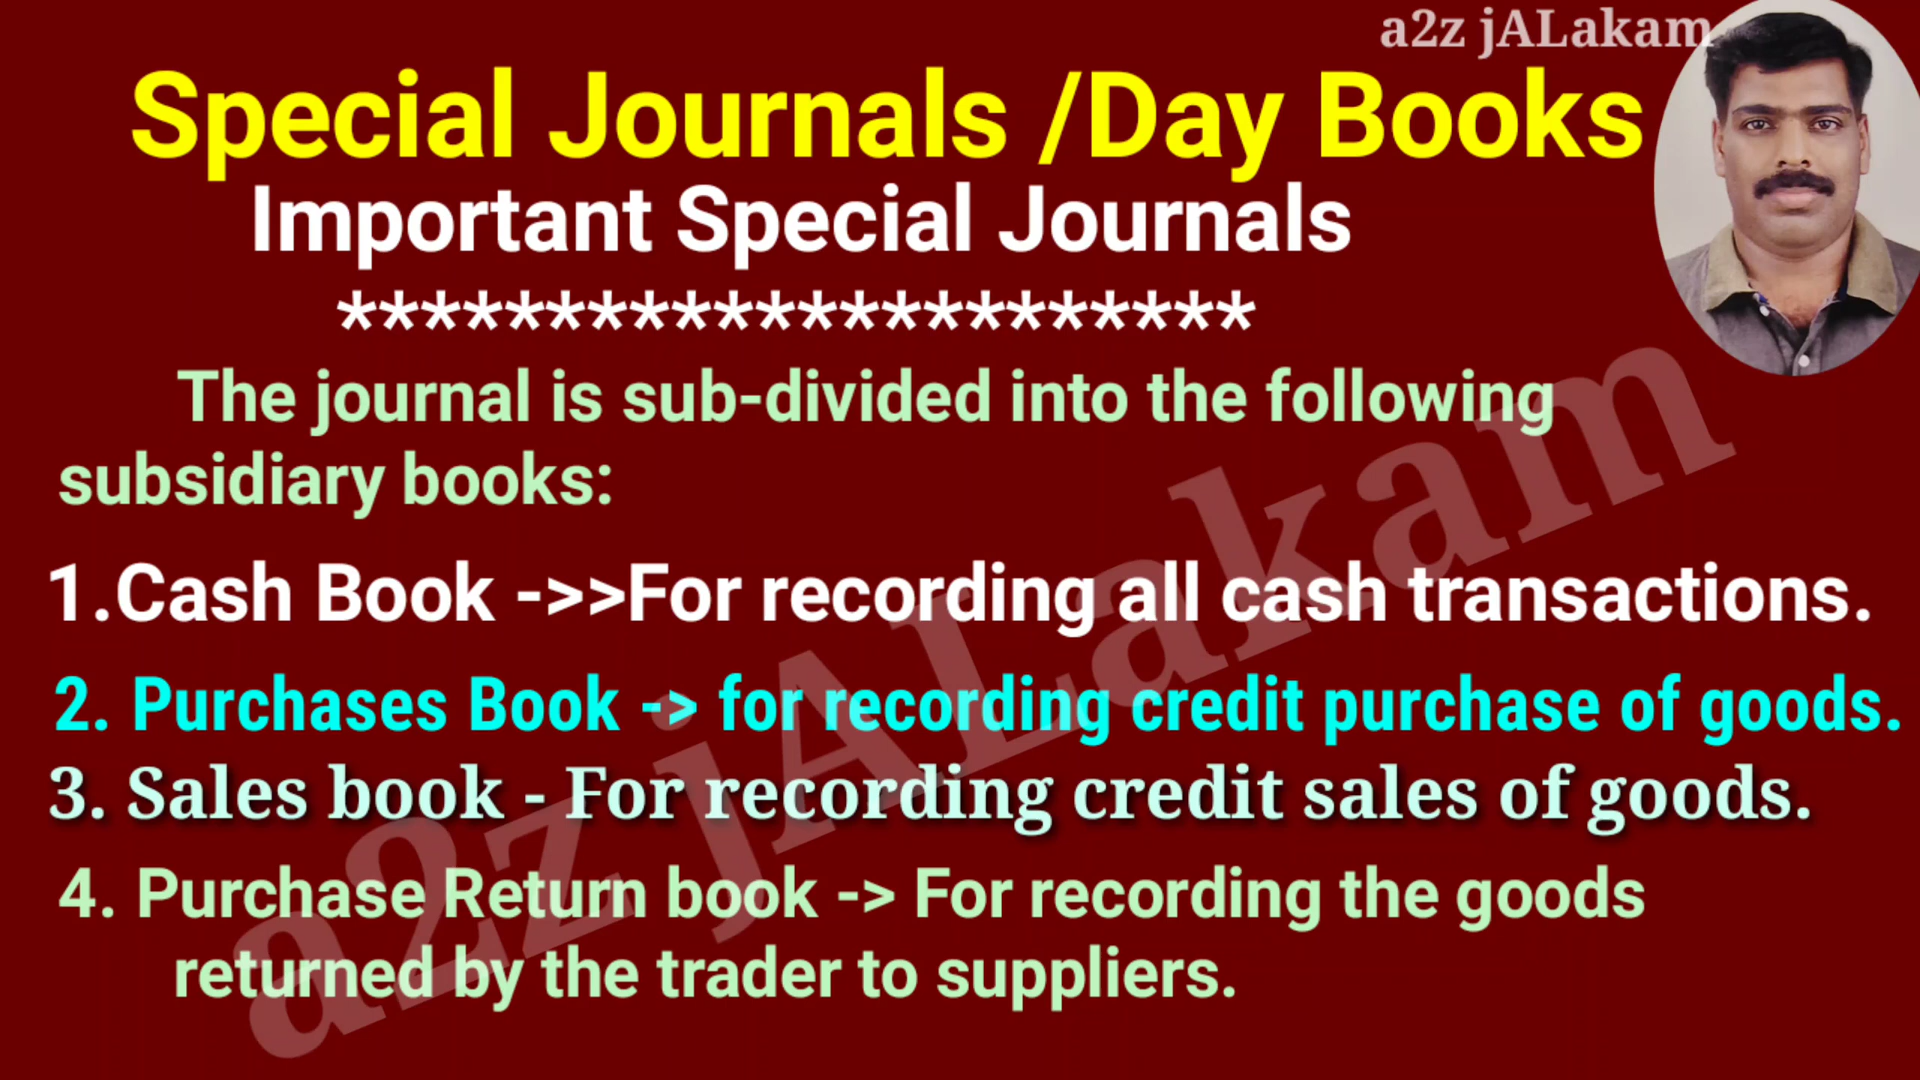 a2z jALakam
Special Journals /Day Books
Important Special Journals
**********************
The journal is sub-divided into the following
subsidiary books:
1.Cash Book ->>For recording all cash transactions.
2. Purchases Book -> for recording credit purchase of goods.
3. Sales book - For recording credit sales of goods.
4. Purchase Return book -> For recording the goods
returned by the trader to suppliers.
a2z jALakam